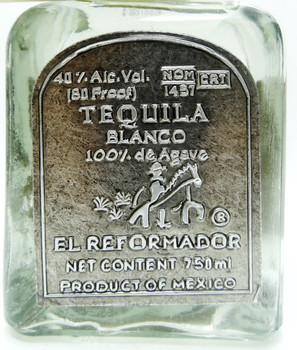 40% Alc. Vol.
(80 Proof)
NOM CRT
1437
TEQUILA
BLANCO
100% de Agave
®
EL REFORMADOR
NET CONTENT 750ml
PRODUCT OF MEXICO